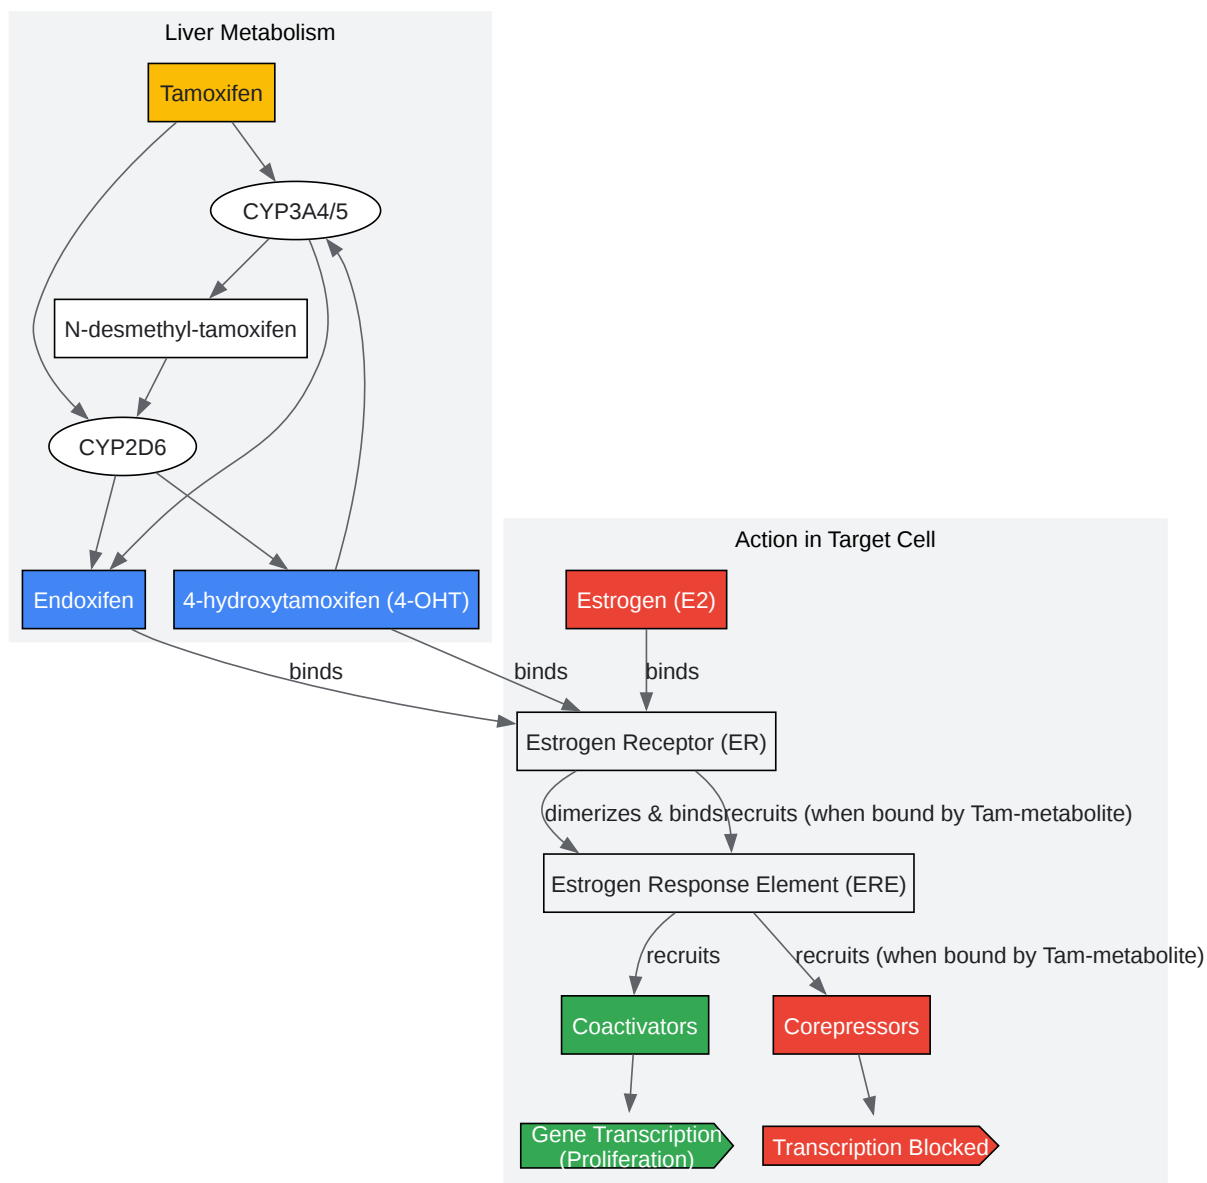 Liver Metabolism
Tamoxifen
CYP3A4/5
N-desmethyl-tamoxifen
CYP2D6
Endoxifen
4-hydroxytamoxifen (4-OHT)
Action in Target Cell
Estrogen (E2)
binds
binds
binds
Estrogen Receptor (ER)
dimerizes & binds
recruits (when bound by Tam-metabolite)
Estrogen Response Element (ERE)
recruits
recruits (when bound by Tam-metabolite)
Coactivators
Corepressors
Gene Transcription
(Proliferation)
Transcription Blocked